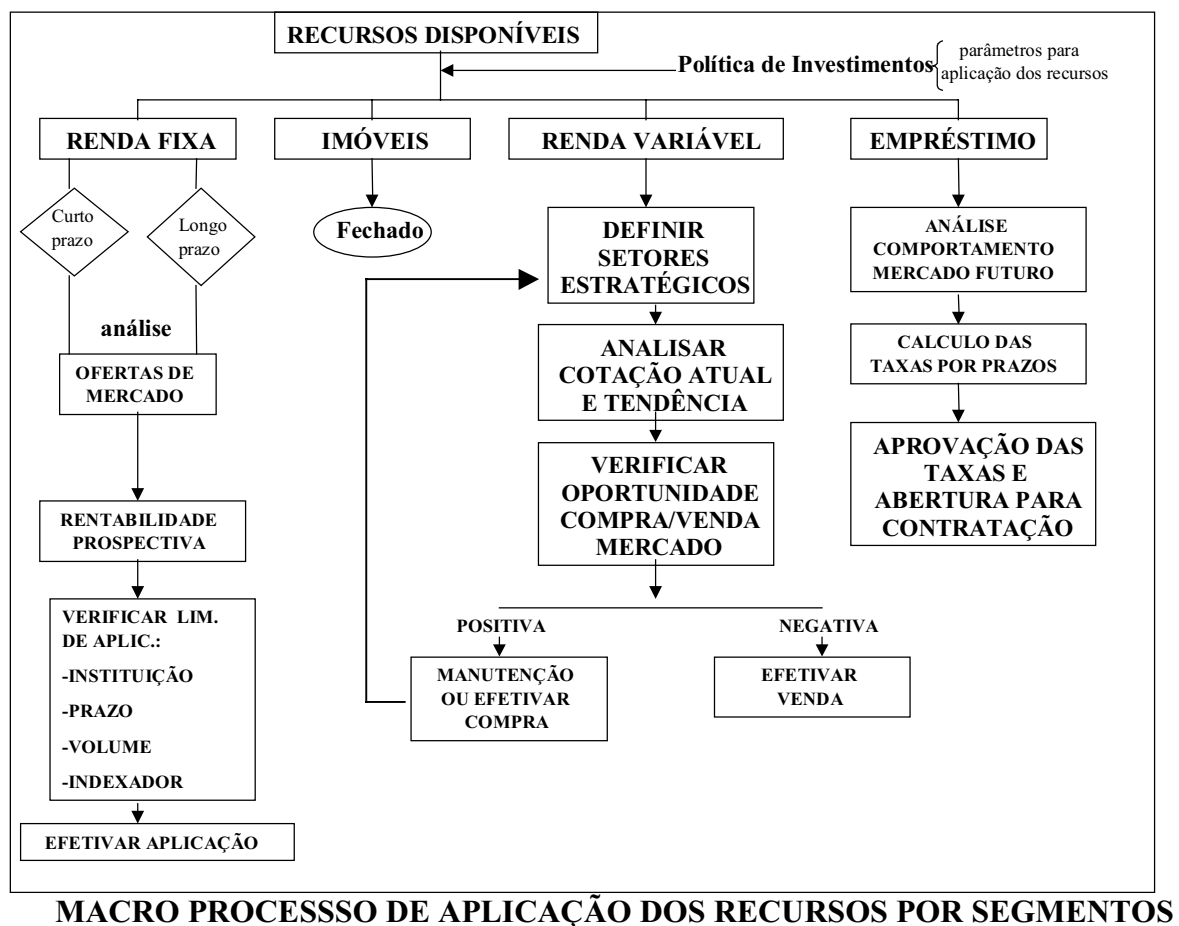 RECURSOS DISPONÍVEIS
Política de Investimentos
parâmetros para
aplicação dos recursos
RENDA FIXA
IMÓVEIS
RENDA VARIÁVEL
EMPRÉSTIMO
Curto
prazo
Longo
prazo
análise
OFERTAS DE
MERCADO
RENTABILIDADE
PROSPECTIVA
VERIFICAR LIM.
DE APLIC.:
-INSTITUIÇÃO
-PRAZO
-VOLUME
-INDEXADOR
EFETIVAR APLICAÇÃO
Fechado
DEFINIR
SETORES
ESTRATÉGICOS
ANALISAR
COTAÇÃO ATUAL
E TENDÊNCIA
VERIFICAR
OPORTUNIDADE
COMPRA/VENDA
MERCADO
POSITIVA
NEGATIVA
MANUTENÇÃO
OU EFETIVAR
COMPRA
EFETIVAR
VENDA
ANÁLISE
COMPORTAMENTO
MERCADO FUTURO
CALCULO DAS
TAXAS POR PRAZOS
APROVAÇÃO DAS
TAXAS E
ABERTURA PARA
CONTRATAÇÃO
MACRO PROCESSSO DE APLICAÇÃO DOS RECURSOS POR SEGMENTOS